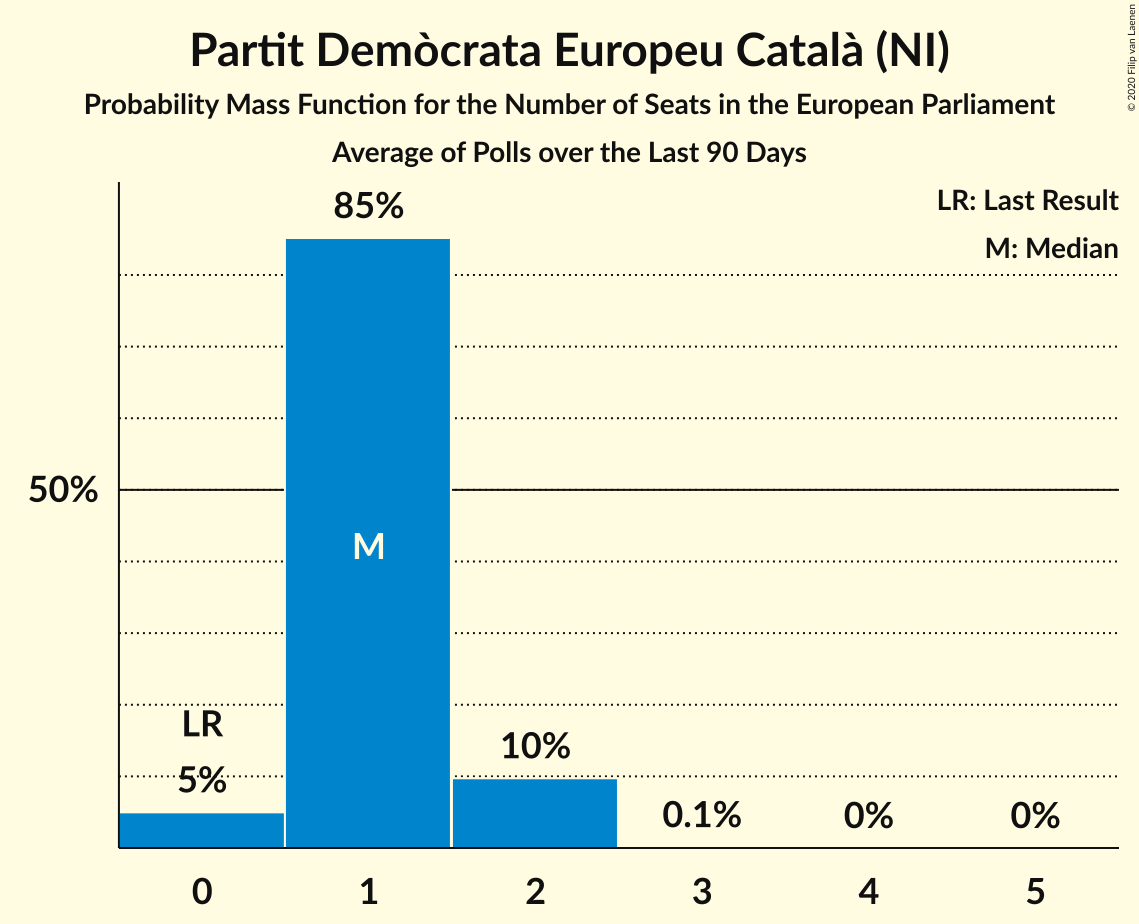 Partit Demòcrata Europeu Català (NI)
Probability Mass Function for the Number of Seats in the European Parliament
Average of Polls over the Last 90 Days
© 2020 Filip van Laenen
LR: Last Result
M: Median
85%
50%
M
LR
5%
10%
0.1%
0%
0%
0 1 2 3 4 5